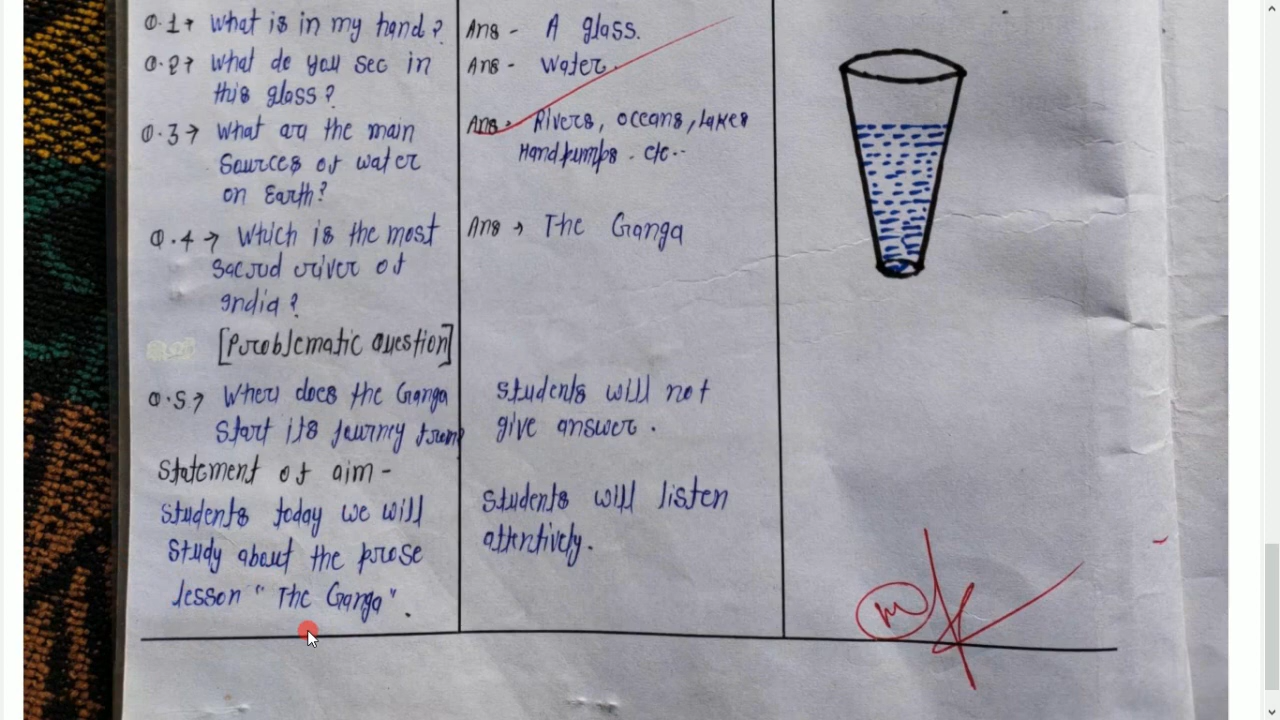 Q.1→ What is in my hand?
Ans - A glass.
Q.2→ What do you see in
this glass?
Ans - Water.
Q.3→ What are the main
sources of water
on Earth?
Ans → Rivers, oceans, Lakes
Handpumps. etc..
Q.4→ Which is the most
sacred river of
India?
Ans → The Ganga
[Problematic question]
Q.5→ Where does the Ganga
start its journey from?
Students will not
give answer.
Statement of aim -
Students today we will
study about the prose
lesson "The Ganga".
Students will listen
attentively.